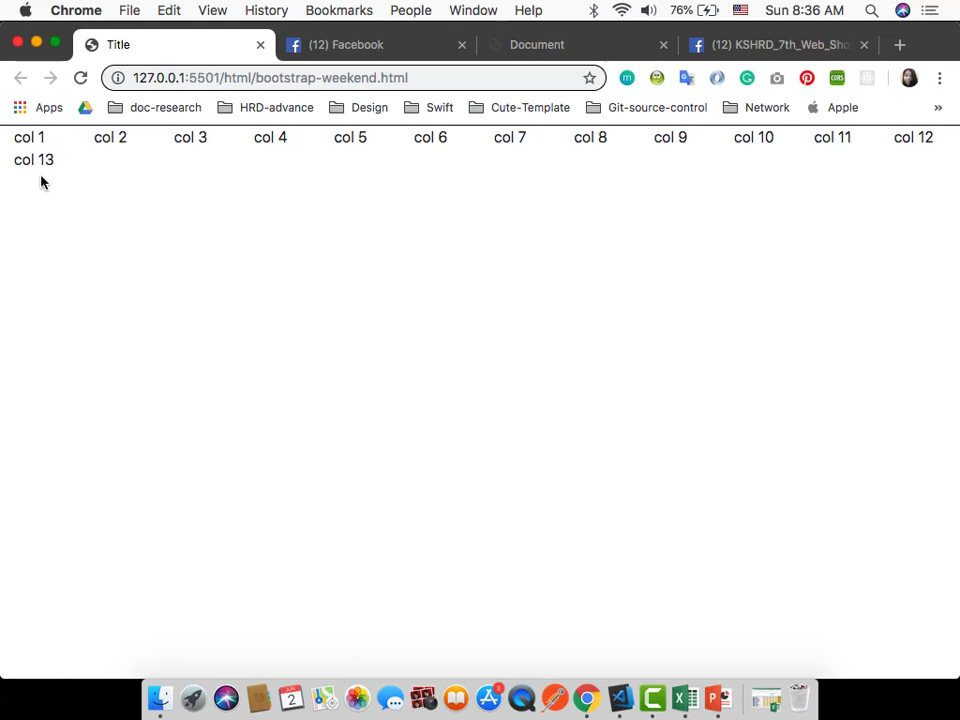 Chrome File Edit View History Bookmarks People Window Help 76% Sun 8:36 AM
Title (12) Facebook Document (12) KSHRD_7th_Web_Sho
127.0.0.1:5501/html/bootstrap-weekend.html
Apps doc-research HRD-advance Design Swift Cute-Template Git-source-control Network Apple »
col 1 col 2 col 3 col 4 col 5 col 6 col 7 col 8 col 9 col 10 col 11 col 12
col 13